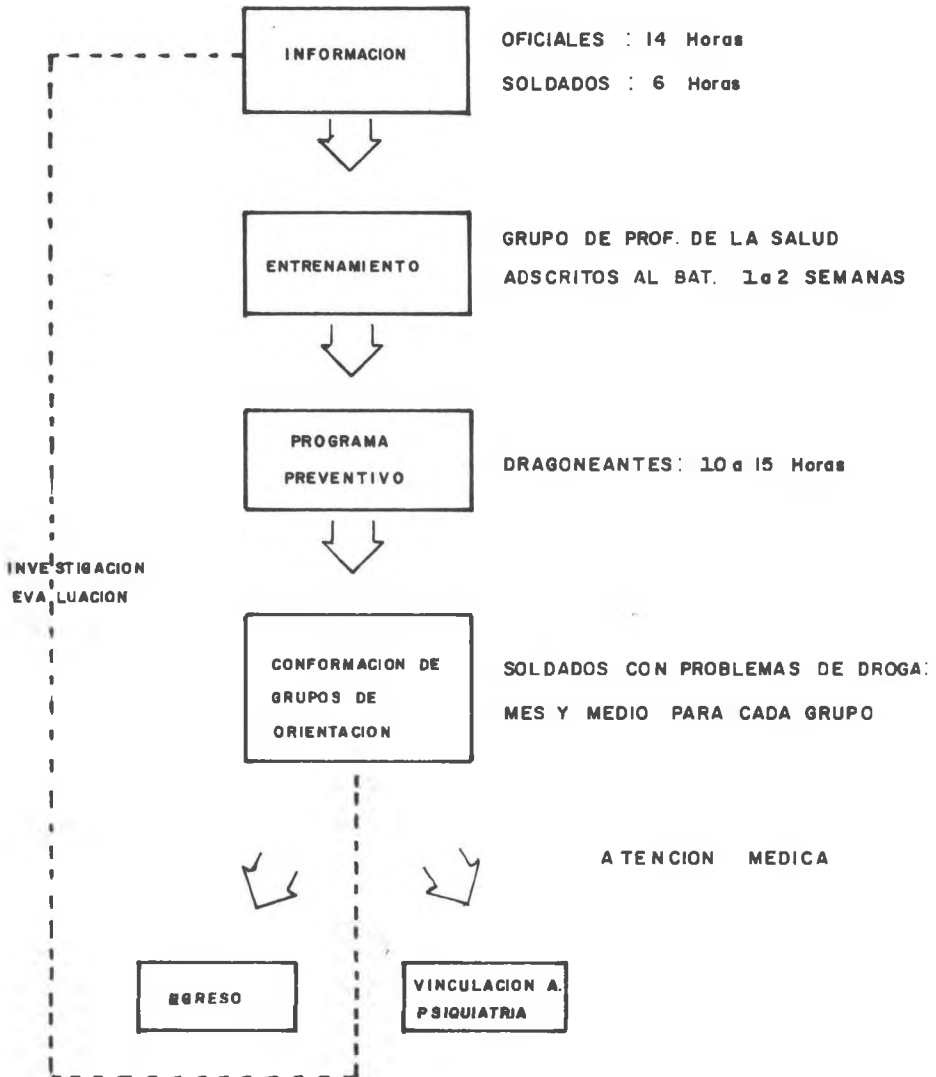 INFORMACION
OFICIALES : 14 Horas
SOLDADOS : 6 Horas
ENTRENAMIENTO
GRUPO DE PROF. DE LA SALUD
ADSCRITOS AL BAT. 1 a 2 SEMANAS
PROGRAMA
PREVENTIVO
DRAGONEANTES: 10 a 15 Horas
INVESTIGACION
EVALUACION
CONFORMACION DE
GRUPOS DE
ORIENTACION
SOLDADOS CON PROBLEMAS DE DROGA:
MES Y MEDIO PARA CADA GRUPO
ATENCION MEDICA
EGRESO
VINCULACION A.
PSIQUIATRIA